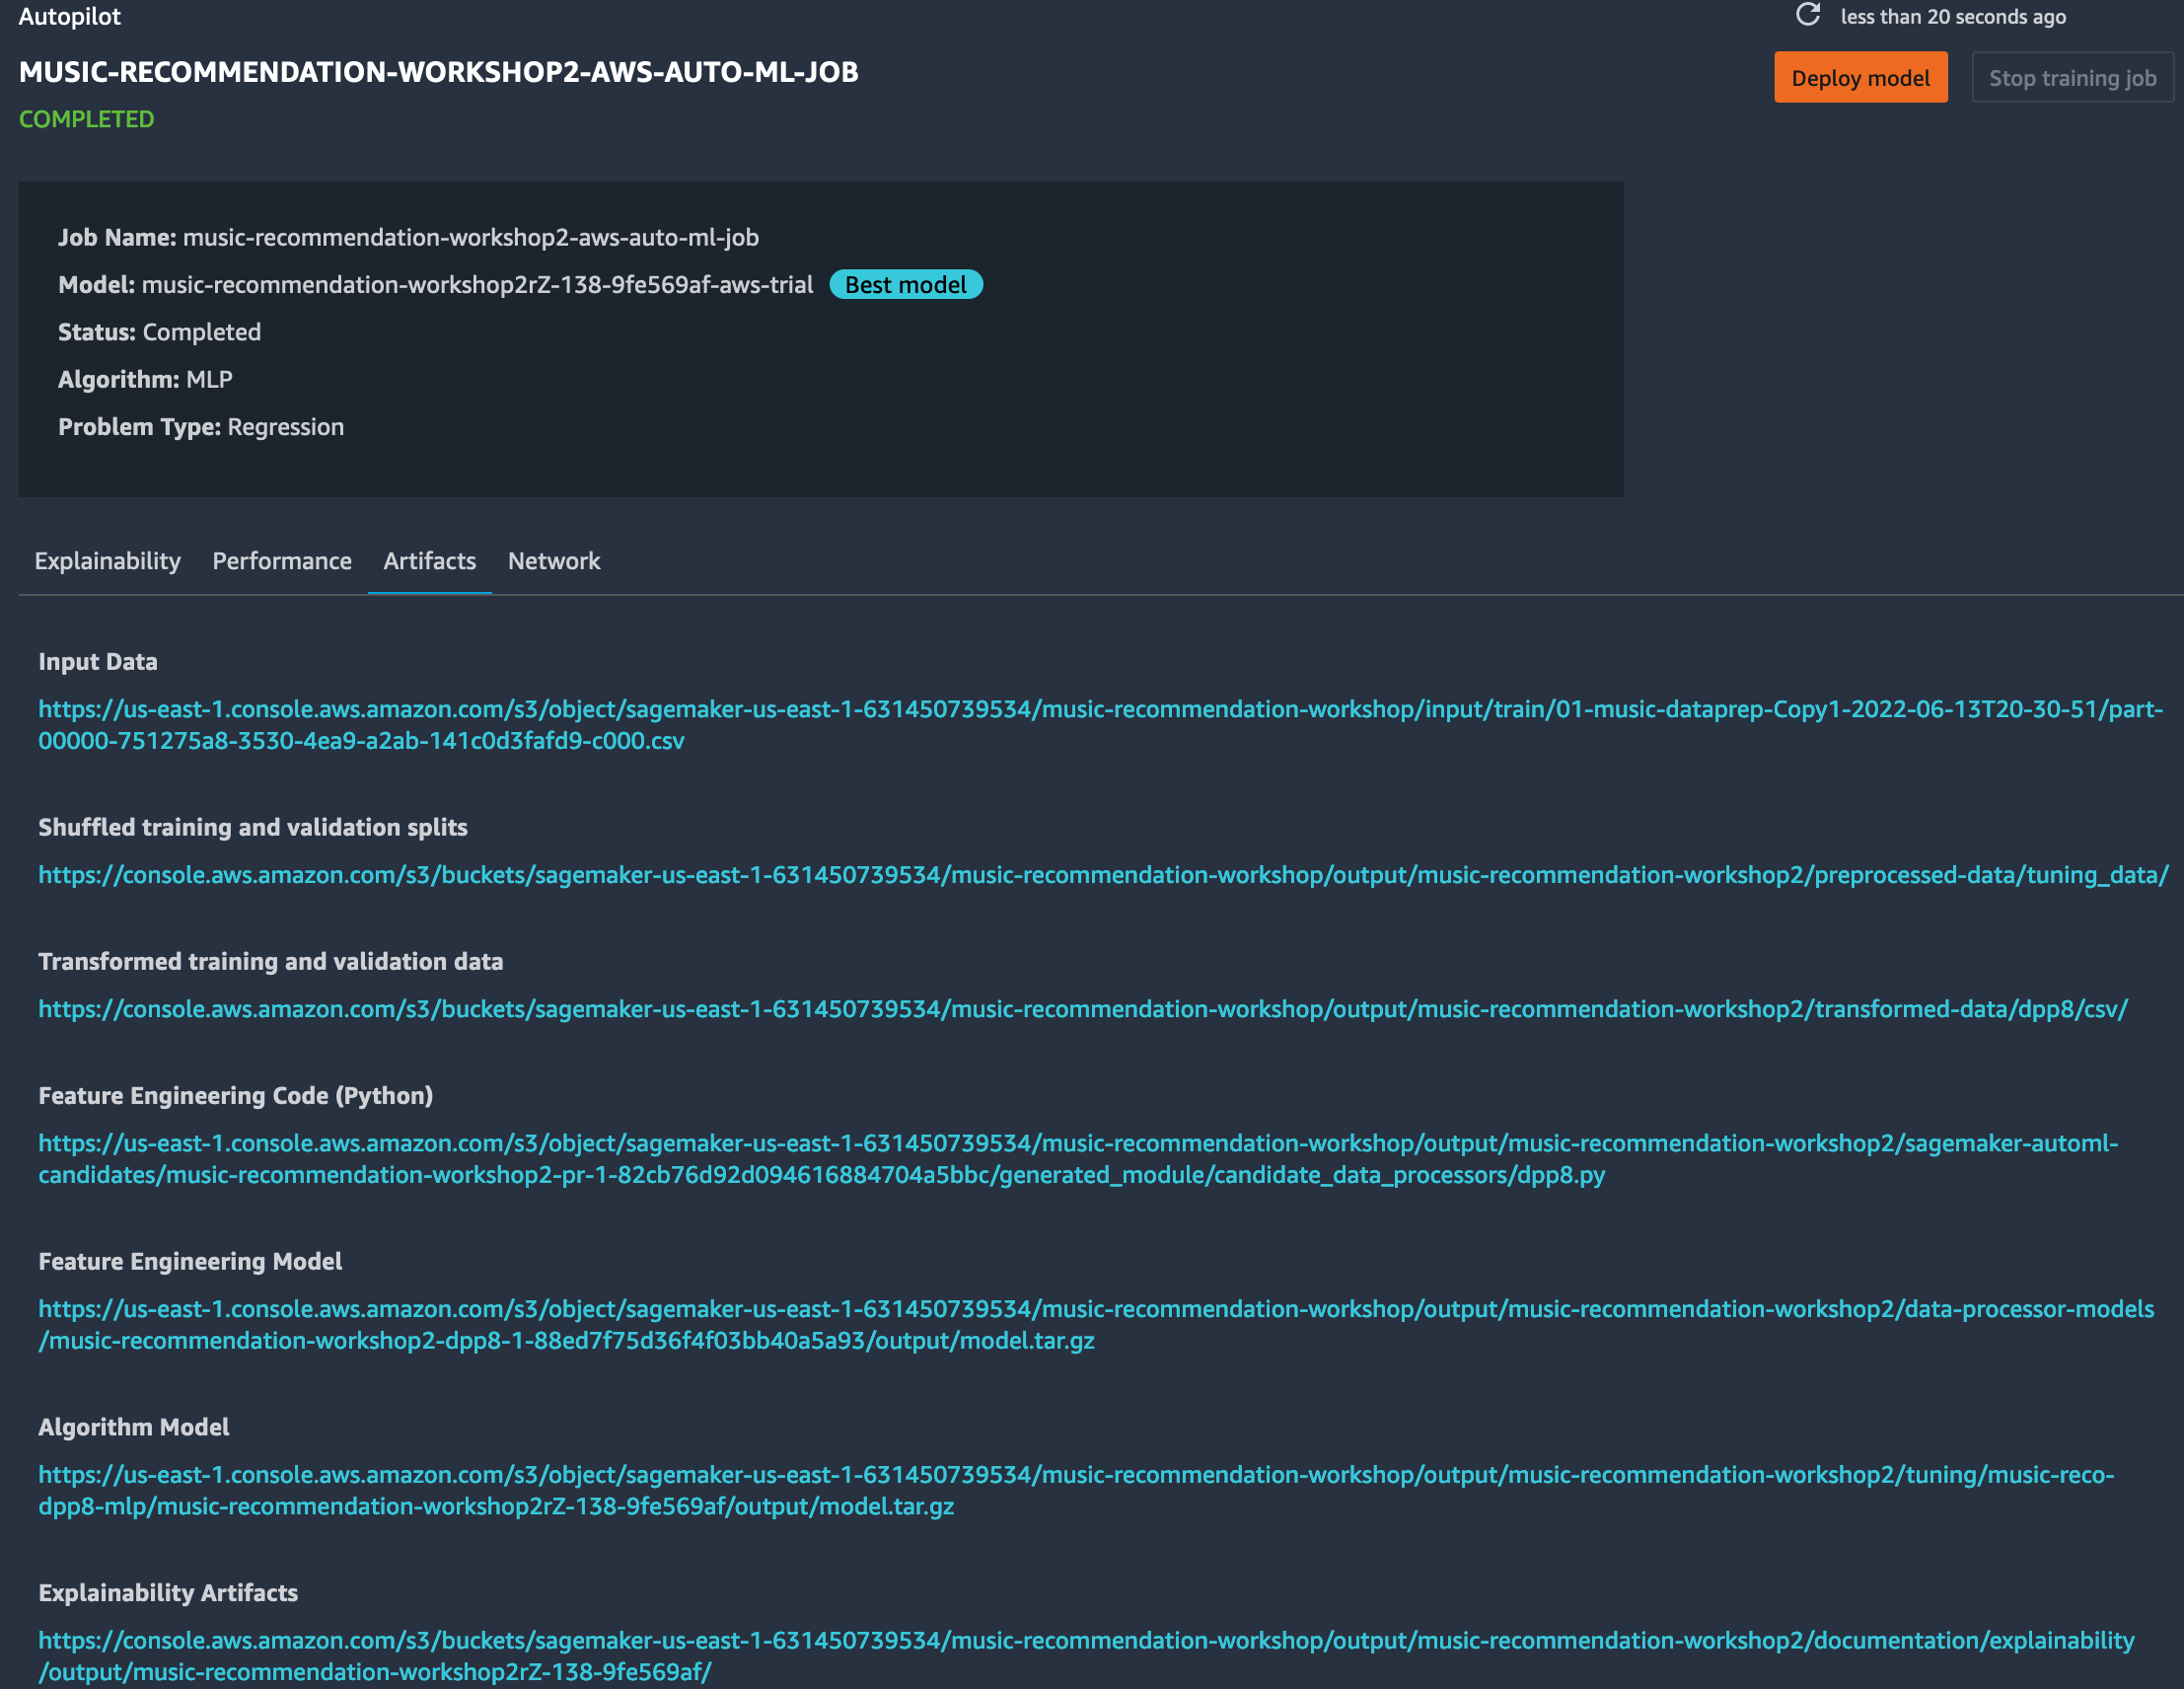 Autopilot
less than 20 seconds ago
MUSIC-RECOMMENDATION-WORKSHOP2-AWS-AUTO-ML-JOB
Deploy model
Stop training job
COMPLETED
Job Name: music-recommendation-workshop2-aws-auto-ml-job
Model: music-recommendation-workshop2rZ-138-9fe569af-aws-trial Best model
Status: Completed
Algorithm: MLP
Problem Type: Regression
Explainability Performance Artifacts Network
Input Data
https://us-east-1.console.aws.amazon.com/s3/object/sagemaker-us-east-1-631450739534/music-recommendation-workshop/input/train/01-music-dataprep-Copy1-2022-06-13T20-30-51/part-
00000-751275a8-3530-4ea9-a2ab-141c0d3fafd9-c000.csv
Shuffled training and validation splits
https://console.aws.amazon.com/s3/buckets/sagemaker-us-east-1-631450739534/music-recommendation-workshop/output/music-recommendation-workshop2/preprocessed-data/tuning_data/
Transformed training and validation data
https://console.aws.amazon.com/s3/buckets/sagemaker-us-east-1-631450739534/music-recommendation-workshop/output/music-recommendation-workshop2/transformed-data/dpp8/csv/
Feature Engineering Code (Python)
https://us-east-1.console.aws.amazon.com/s3/object/sagemaker-us-east-1-631450739534/music-recommendation-workshop/output/music-recommendation-workshop2/sagemaker-automl-
candidates/music-recommendation-workshop2-pr-1-82cb76d92d094616884704a5bbc/generated_module/candidate_data_processors/dpp8.py
Feature Engineering Model
https://us-east-1.console.aws.amazon.com/s3/object/sagemaker-us-east-1-631450739534/music-recommendation-workshop/output/music-recommendation-workshop2/data-processor-models
/music-recommendation-workshop2-dpp8-1-88ed7f75d36f4f03bb40a5a93/output/model.tar.gz
Algorithm Model
https://us-east-1.console.aws.amazon.com/s3/object/sagemaker-us-east-1-631450739534/music-recommendation-workshop/output/music-recommendation-workshop2/tuning/music-reco-
dpp8-mlp/music-recommendation-workshop2rZ-138-9fe569af/output/model.tar.gz
Explainability Artifacts
https://console.aws.amazon.com/s3/buckets/sagemaker-us-east-1-631450739534/music-recommendation-workshop/output/music-recommendation-workshop2/documentation/explainability
/output/music-recommendation-workshop2rZ-138-9fe569af/